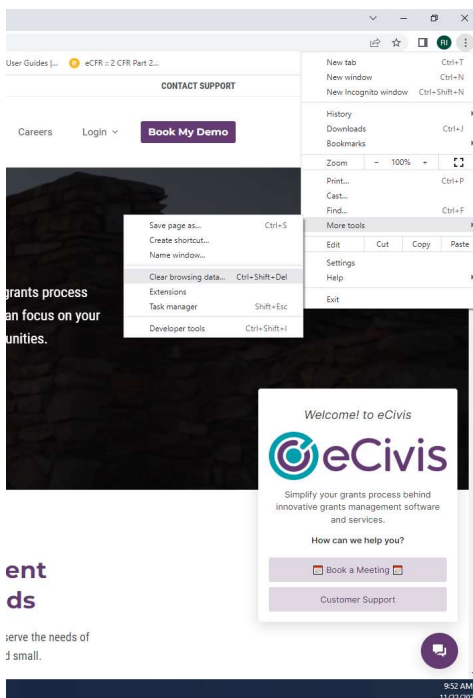 RI
User Guides |...
eCFR :: 2 CFR Part 2...
CONTACT SUPPORT
Careers
Login
Book My Demo
New tab Ctrl+T
New window Ctrl+N
New Incognito window Ctrl+Shift+N
History
Downloads Ctrl+J
Bookmarks
Zoom - 100% +
Print... Ctrl+P
Cast...
Find... Ctrl+F
More tools
Edit Cut Copy Paste
Settings
Help
Exit
Save page as... Ctrl+S
Create shortcut...
Name window...
Clear browsing data... Ctrl+Shift+Del
Extensions
Task manager Shift+Esc
Developer tools Ctrl+Shift+I
grants process
an focus on your
unities.
Welcome! to eCivis
eCivis
Simplify your grants process behind
innovative grants management software
and services.
How can we help you?
Book a Meeting
Customer Support
ent
ds
serve the needs of
d small.
9:52 AM